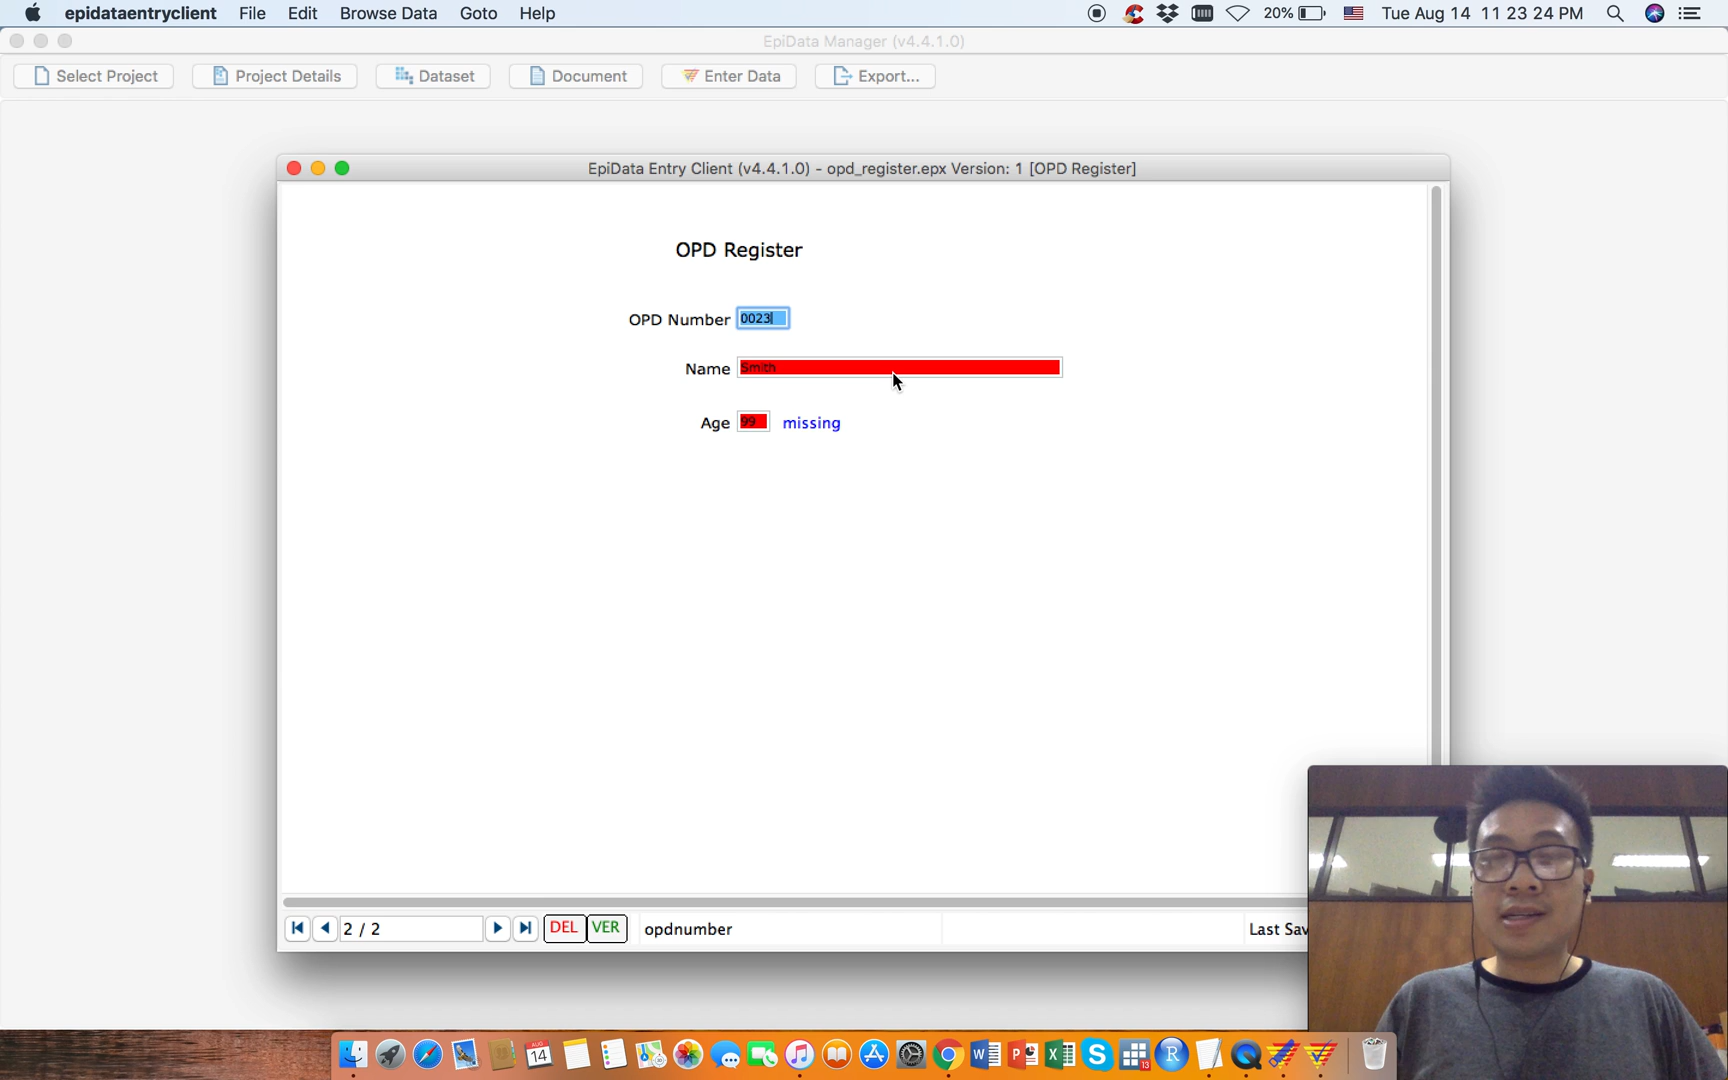 epidataentryclient File Edit Browse Data Goto Help 20% Tue Aug 14 11 23 24 PM
EpiData Manager (v4.4.1.0)
Select Project Project Details Dataset Document Enter Data Export...
EpiData Entry Client (v4.4.1.0) - opd_register.epx Version: 1 [OPD Register]
OPD Register
OPD Number 0023
Name Smith
Age 99 missing
2 / 2 DEL VER opdnumber Last Sav
AUG
14
13